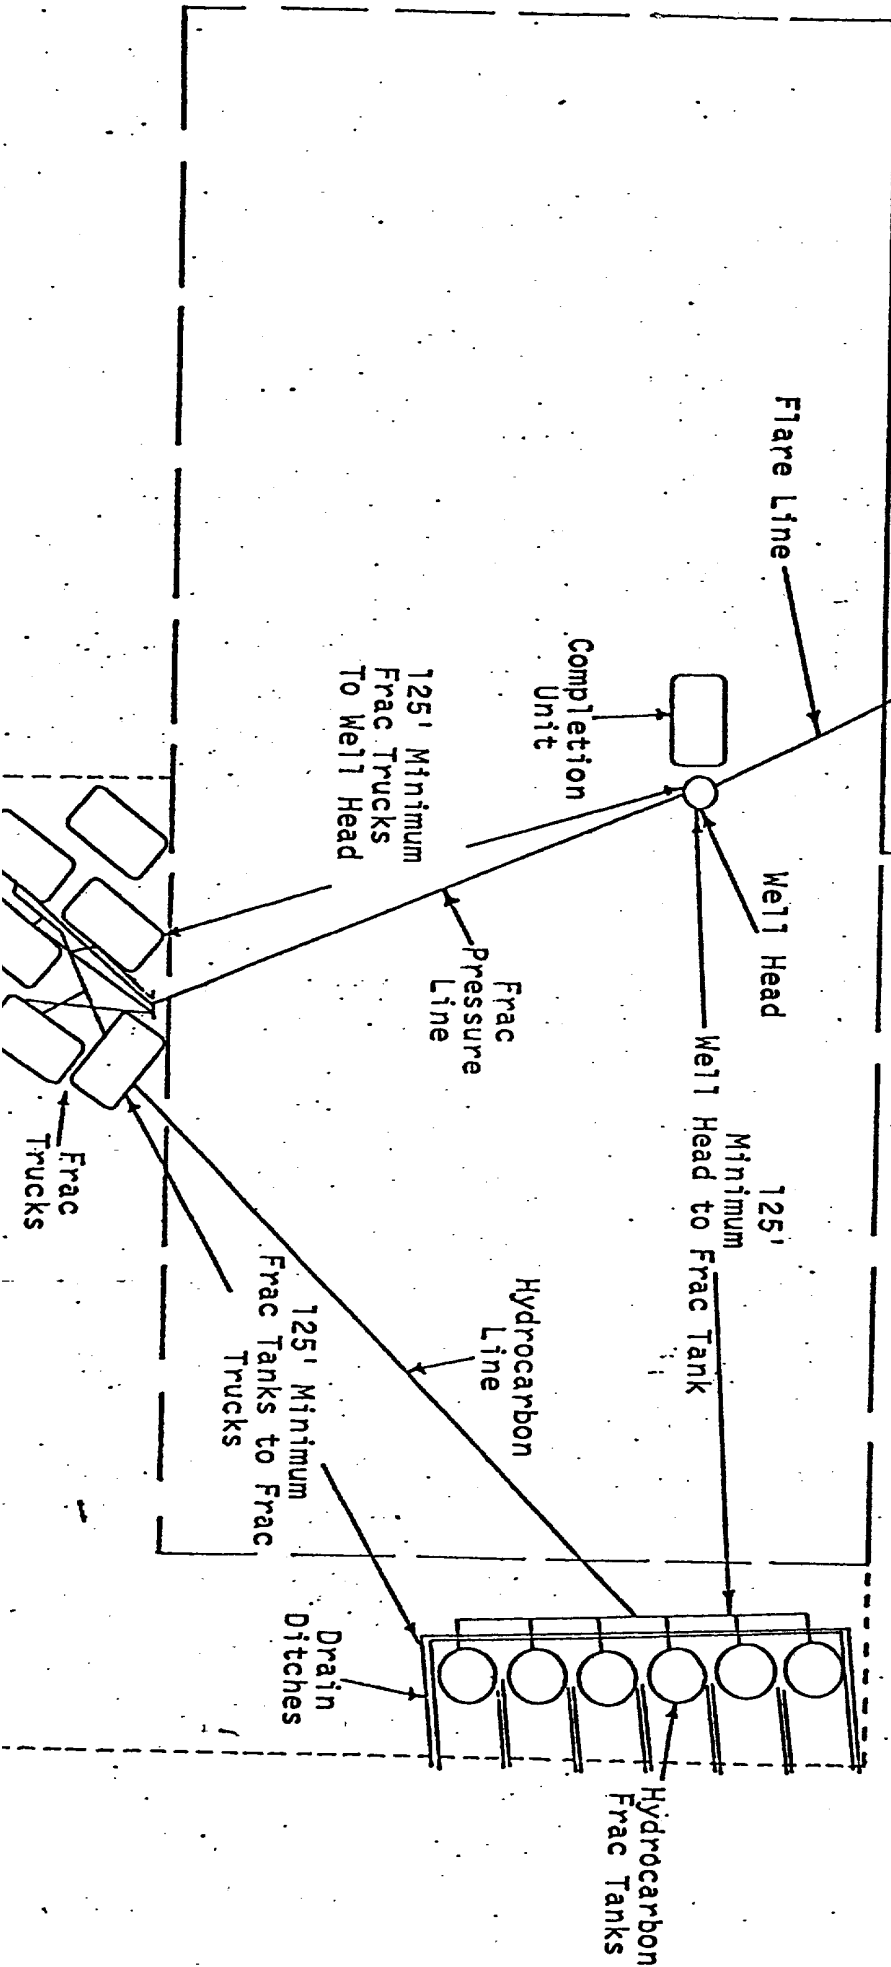 Flare Line
Completion
Unit
Well Head
125'
Minimum
Well Head to Frac Tank
125' Minimum
Frac Trucks
To Well Head
Frac
Pressure
Line
Hydrocarbon
Line
125' Minimum
Frac Tanks to Frac
Trucks
Frac
Trucks
Drain
Ditches
Hydrocarbon
Frac Tanks